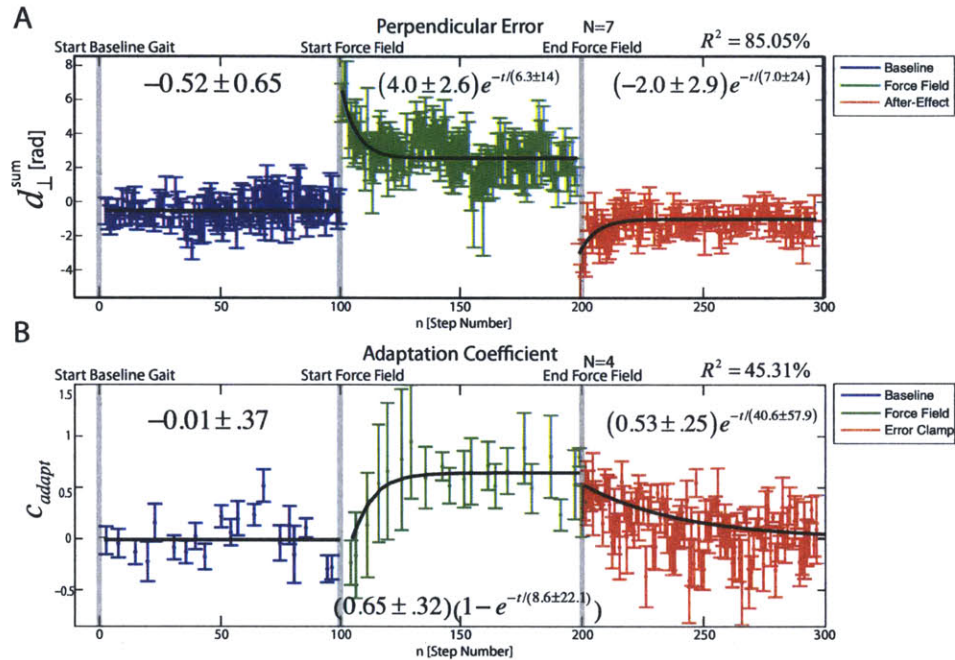 A
Perpendicular Error
N=7
Start Baseline Gait
Start Force Field
End Force Field
R² = 85.05%
8
6
4
2
0
-2
-4
d⊥^sum [rad]
−0.52 ± 0.65
(4.0 ± 2.6)e^(−t/(6.3±14))
(−2.0 ± 2.9)e^(−t/(7.0±24))
Baseline
Force Field
After-Effect
0
50
100
150
200
250
300
n [Step Number]
B
Adaptation Coefficient
N=4
Start Baseline Gait
Start Force Field
End Force Field
R² = 45.31%
1.5
1
0.5
0
-0.5
c_adapt
−0.01 ± .37
(0.65 ± .32)(1 − e^(−t/(8.6±22.1)))
(0.53 ± .25)e^(−t/(40.6±57.9))
Baseline
Force Field
Error Clamp
0
50
100
150
200
250
300
n [Step Number]